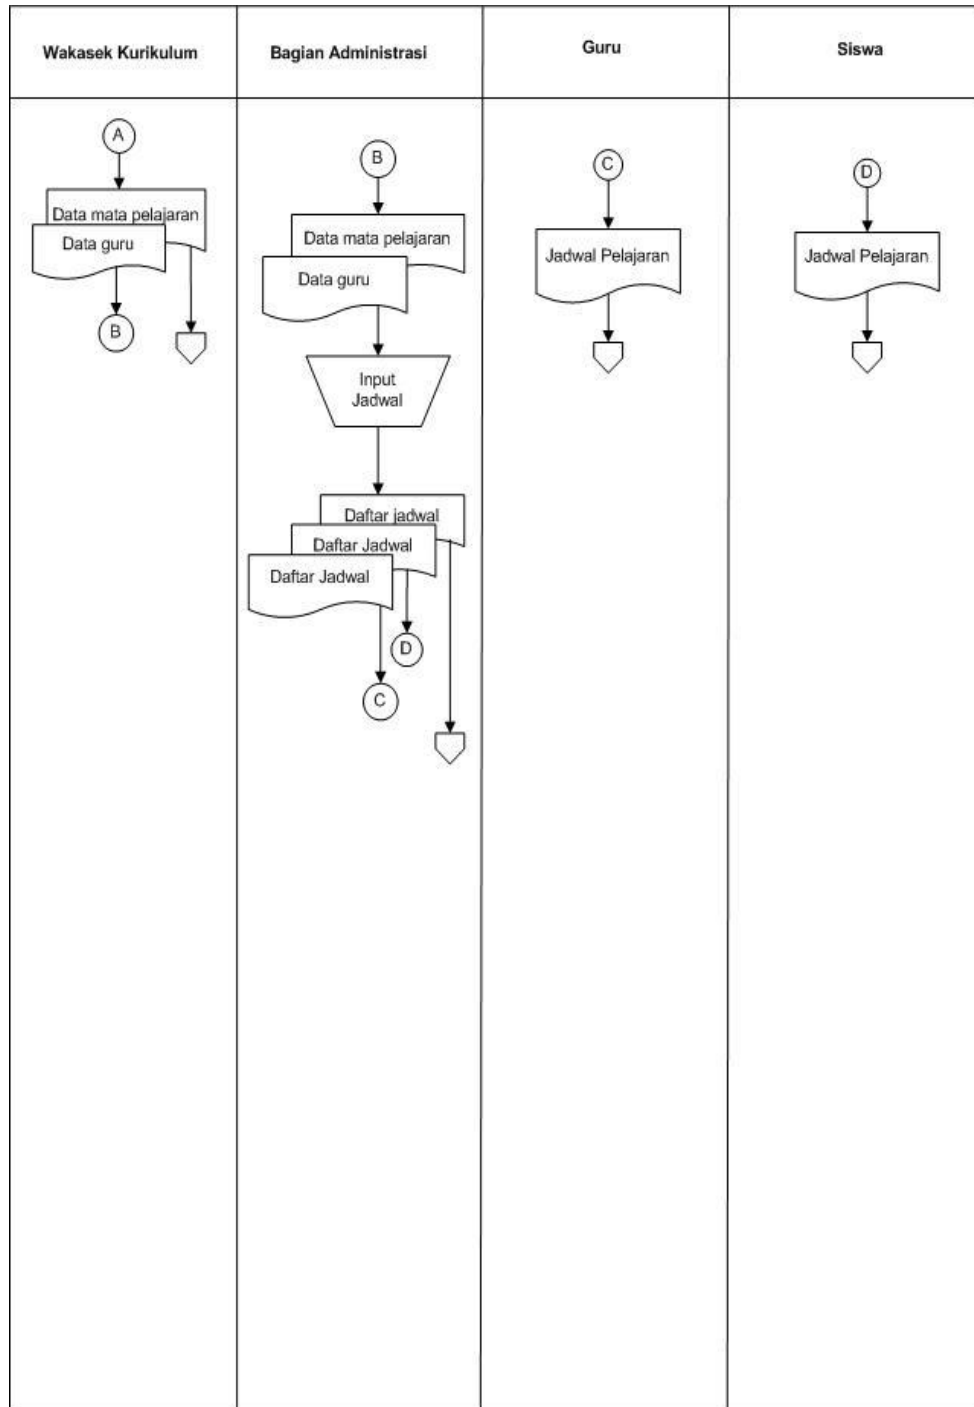 Wakasek Kurikulum
Bagian Administrasi
Guru
Siswa
A
Data mata pelajaran
Data guru
B
B
Data mata pelajaran
Data guru
Input
Jadwal
Daftar jadwal
Daftar Jadwal
Daftar Jadwal
D
C
C
Jadwal Pelajaran
D
Jadwal Pelajaran